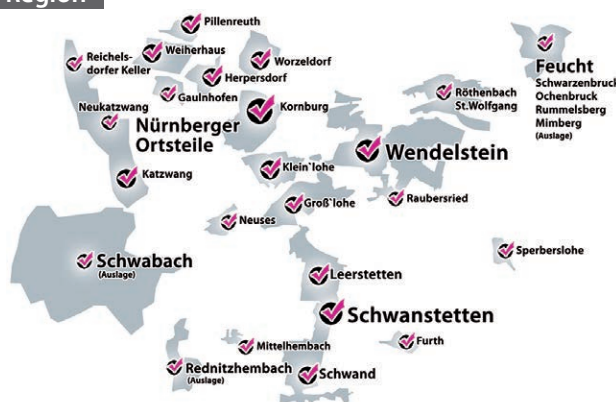 Region
Pillenreuth
Weiherhaus
Reichels-
dorfer Keller
Worzeldorf
Herpersdorf
Gaulnhofen
Kornburg
Neukatzwang
Nürnberger
Ortsteile
Feucht
Schwarzenbruck
Ochenbruck
Rummelsberg
Mimberg
(Auslage)
Röthenbach
St.Wolfgang
Wendelstein
Klein`lohe
Katzwang
Groß`lohe
Raubersried
Neuses
Schwabach
(Auslage)
Sperberslohe
Leerstetten
Schwanstetten
Mittelhembach
Furth
Rednitzhembach
(Auslage)
Schwand